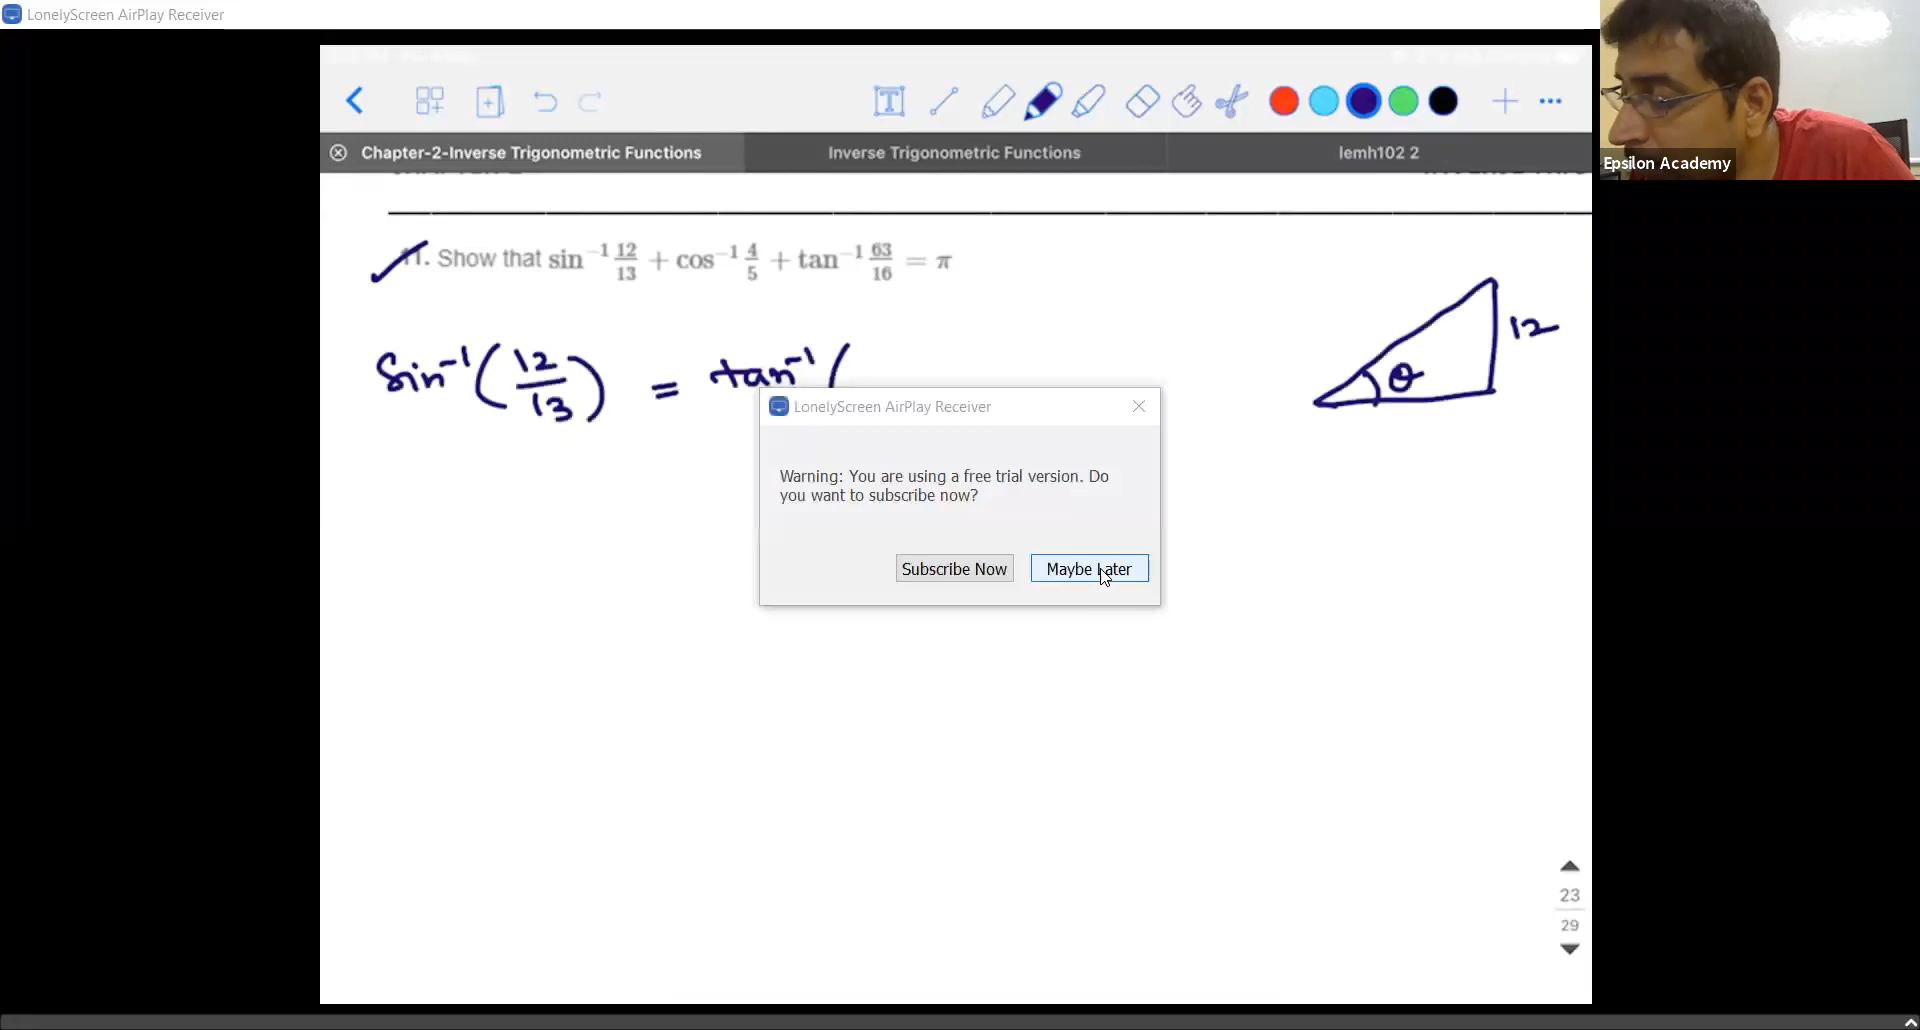 LonelyScreen AirPlay Receiver
Chapter-2-Inverse Trigonometric Functions
Inverse Trigonometric Functions
lemh102 2
Epsilon Academy
11. Show that sin⁻¹ 12/13 + cos⁻¹ 4/5 + tan⁻¹ 63/16 = π
12
θ
Sin⁻¹(12/13) = tan⁻¹(
LonelyScreen AirPlay Receiver
Warning: You are using a free trial version. Do
you want to subscribe now?
Subscribe Now
Maybe Later
23
29